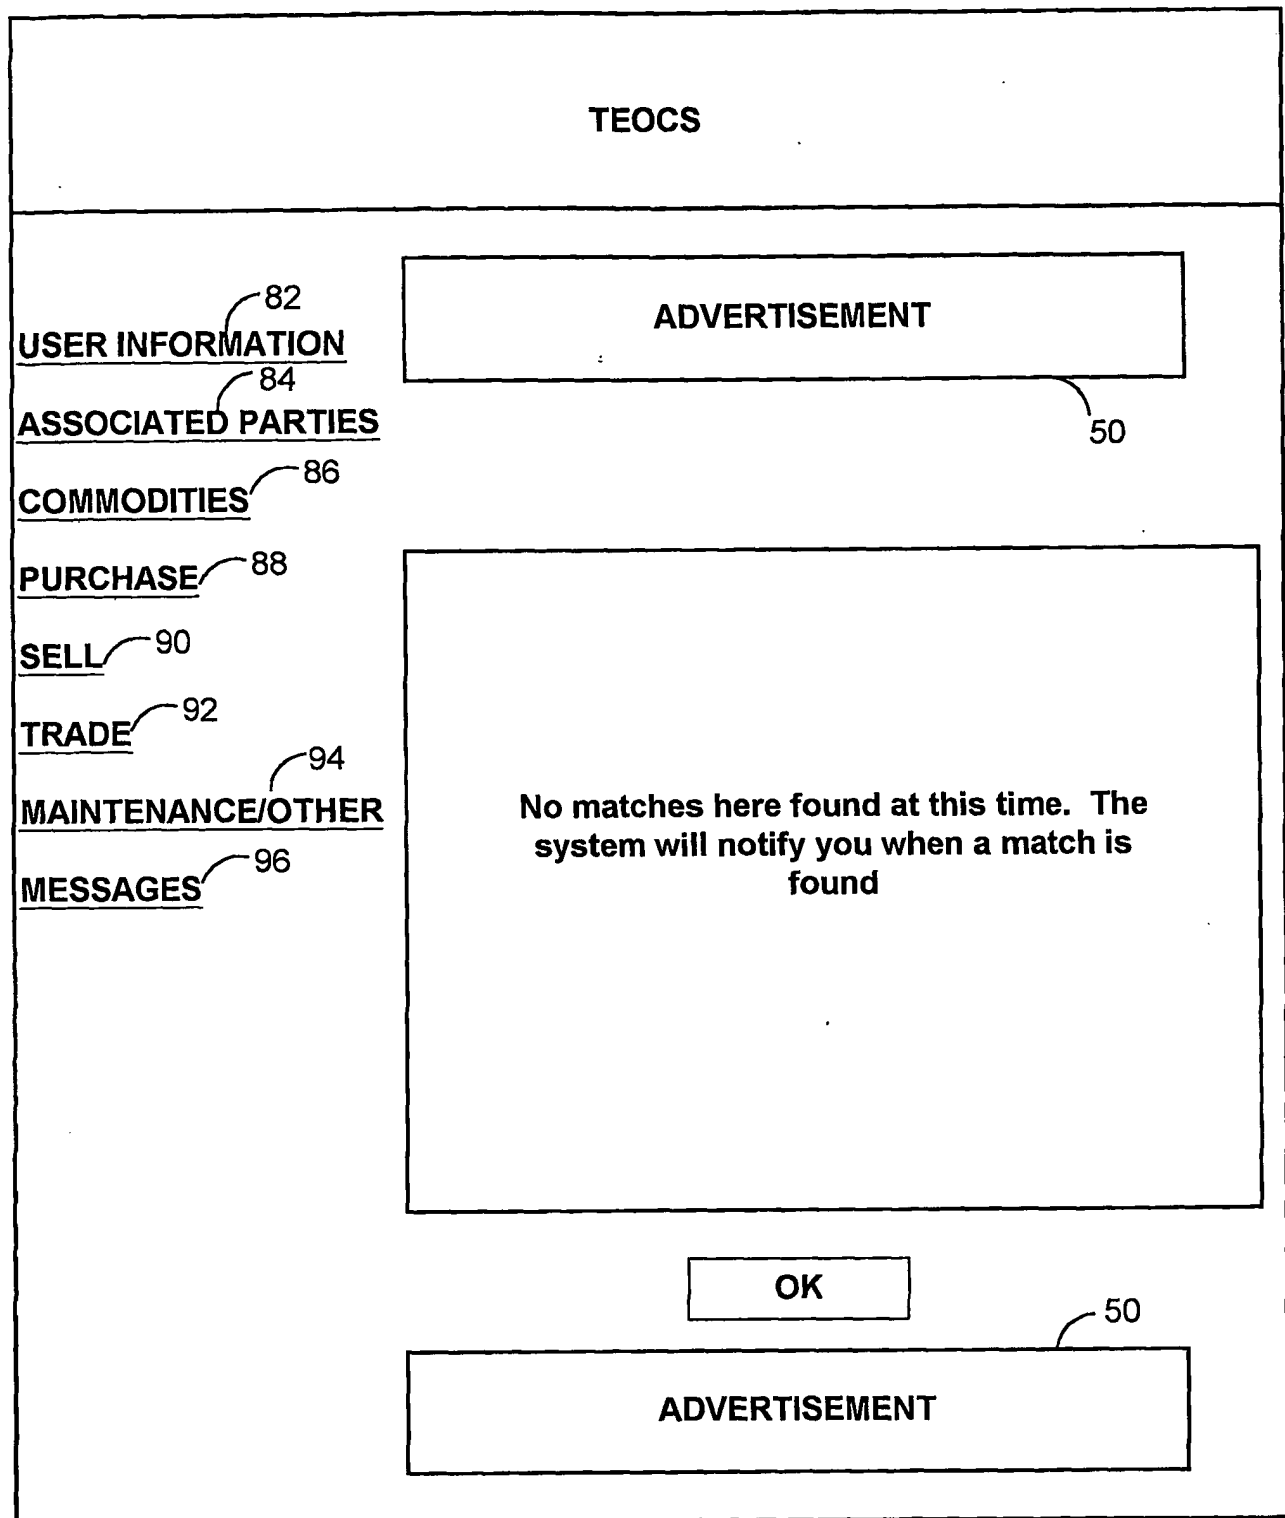 TEOCS
82
USER INFORMATION
84
ASSOCIATED PARTIES
86
COMMODITIES
88
PURCHASE
90
SELL
92
TRADE
94
MAINTENANCE/OTHER
96
MESSAGES
ADVERTISEMENT
50
No matches here found at this time. The
system will notify you when a match is
found
OK
50
ADVERTISEMENT